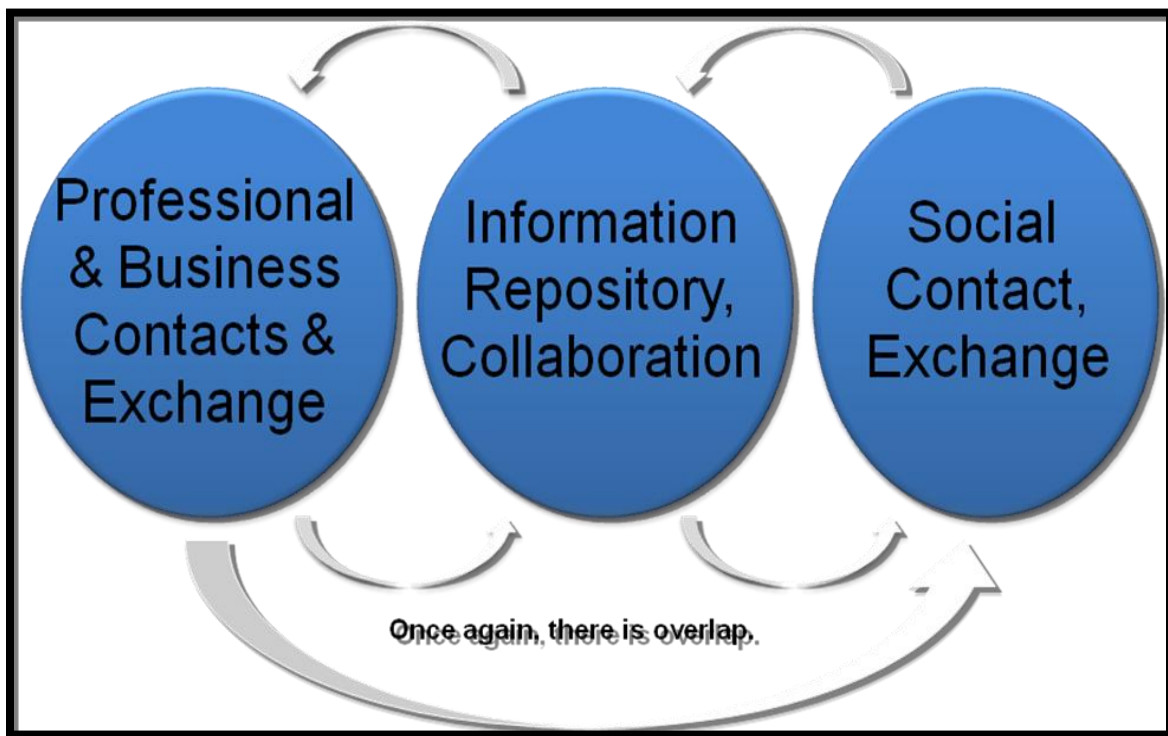 Professional
& Business
Contacts &
Exchange
Information
Repository,
Collaboration
Social
Contact,
Exchange
Once again, there is overlap.